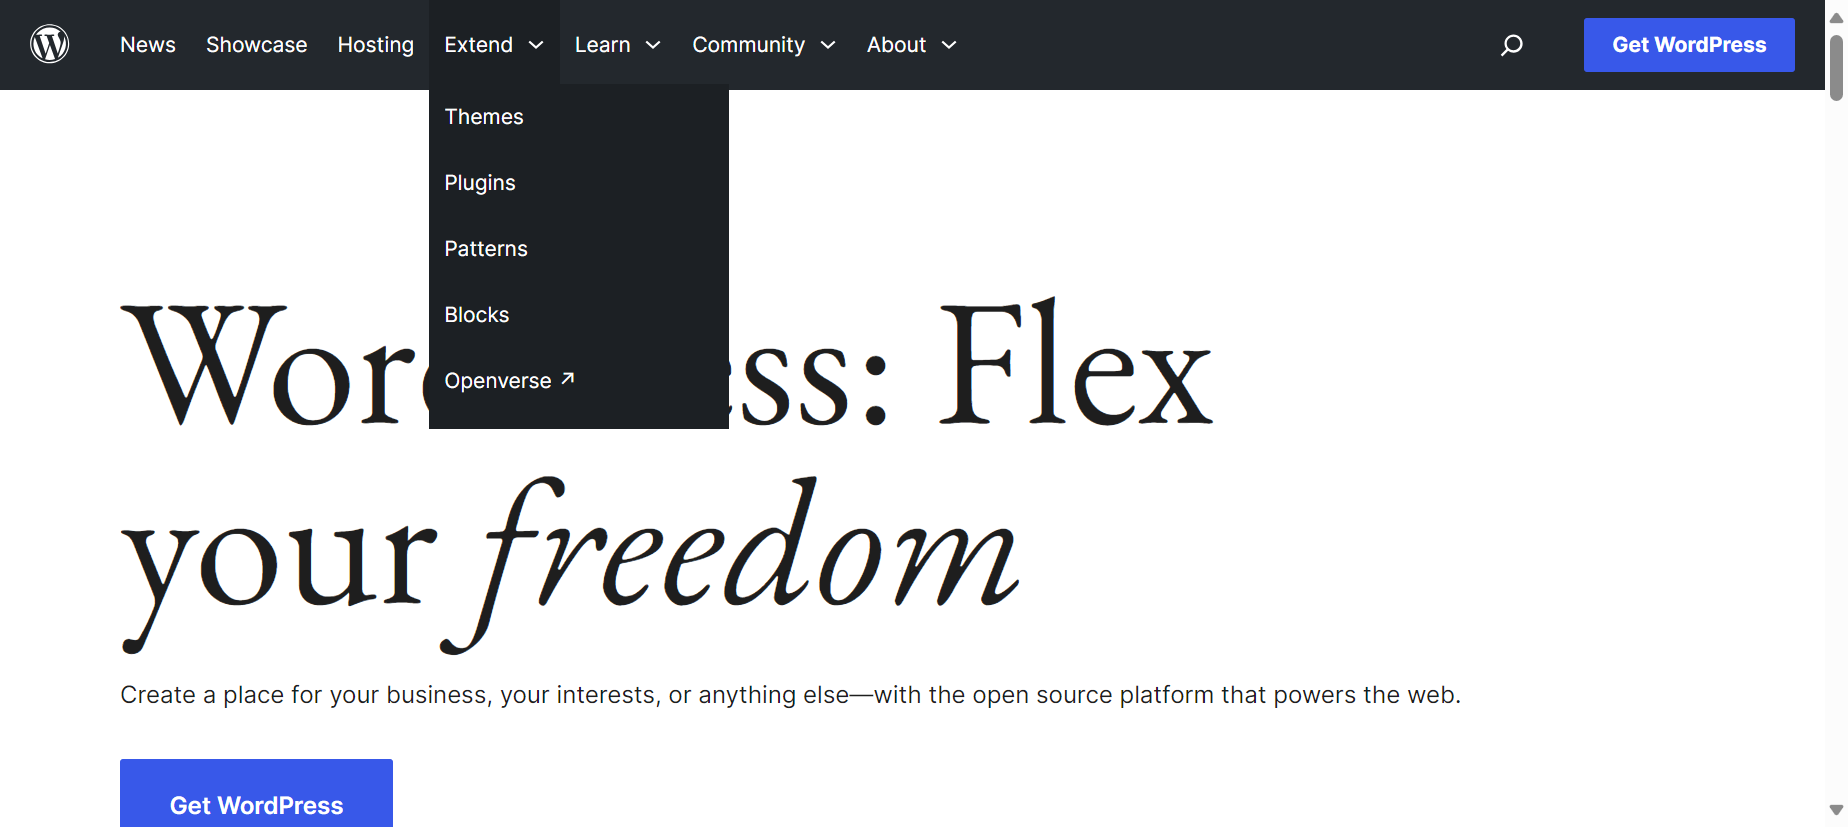 News Showcase Hosting Extend Learn Community About Get WordPress
Themes
Plugins
Patterns
Blocks
Openverse ↗
Wor ess: Flex
your freedom
Create a place for your business, your interests, or anything else—with the open source platform that powers the web.
Get WordPress